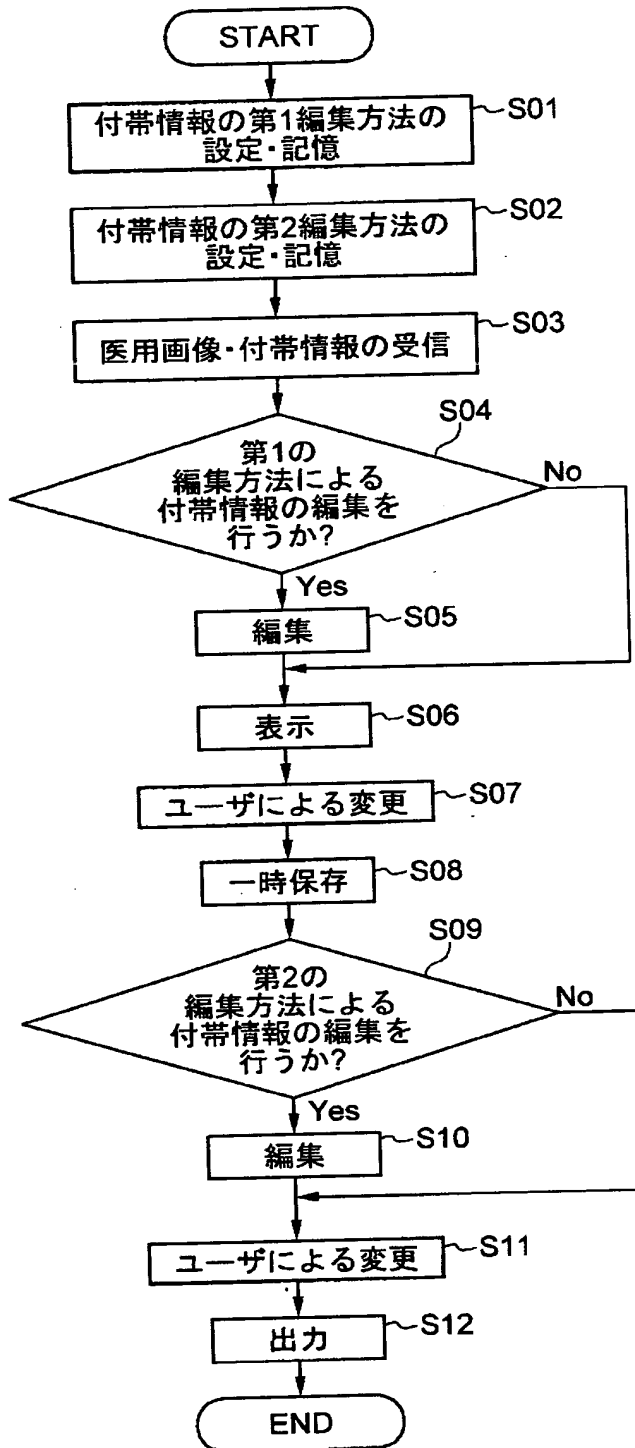 START
付帯情報の第1編集方法の
設定・記憶
S01
付帯情報の第2編集方法の
設定・記憶
S02
医用画像・付帯情報の受信
S03
第1の
編集方法による
付帯情報の編集を
行うか?
S04
No
Yes
編集
S05
表示
S06
ユーザによる変更
S07
一時保存
S08
第2の
編集方法による
付帯情報の編集を
行うか?
S09
No
Yes
編集
S10
ユーザによる変更
S11
出力
S12
END